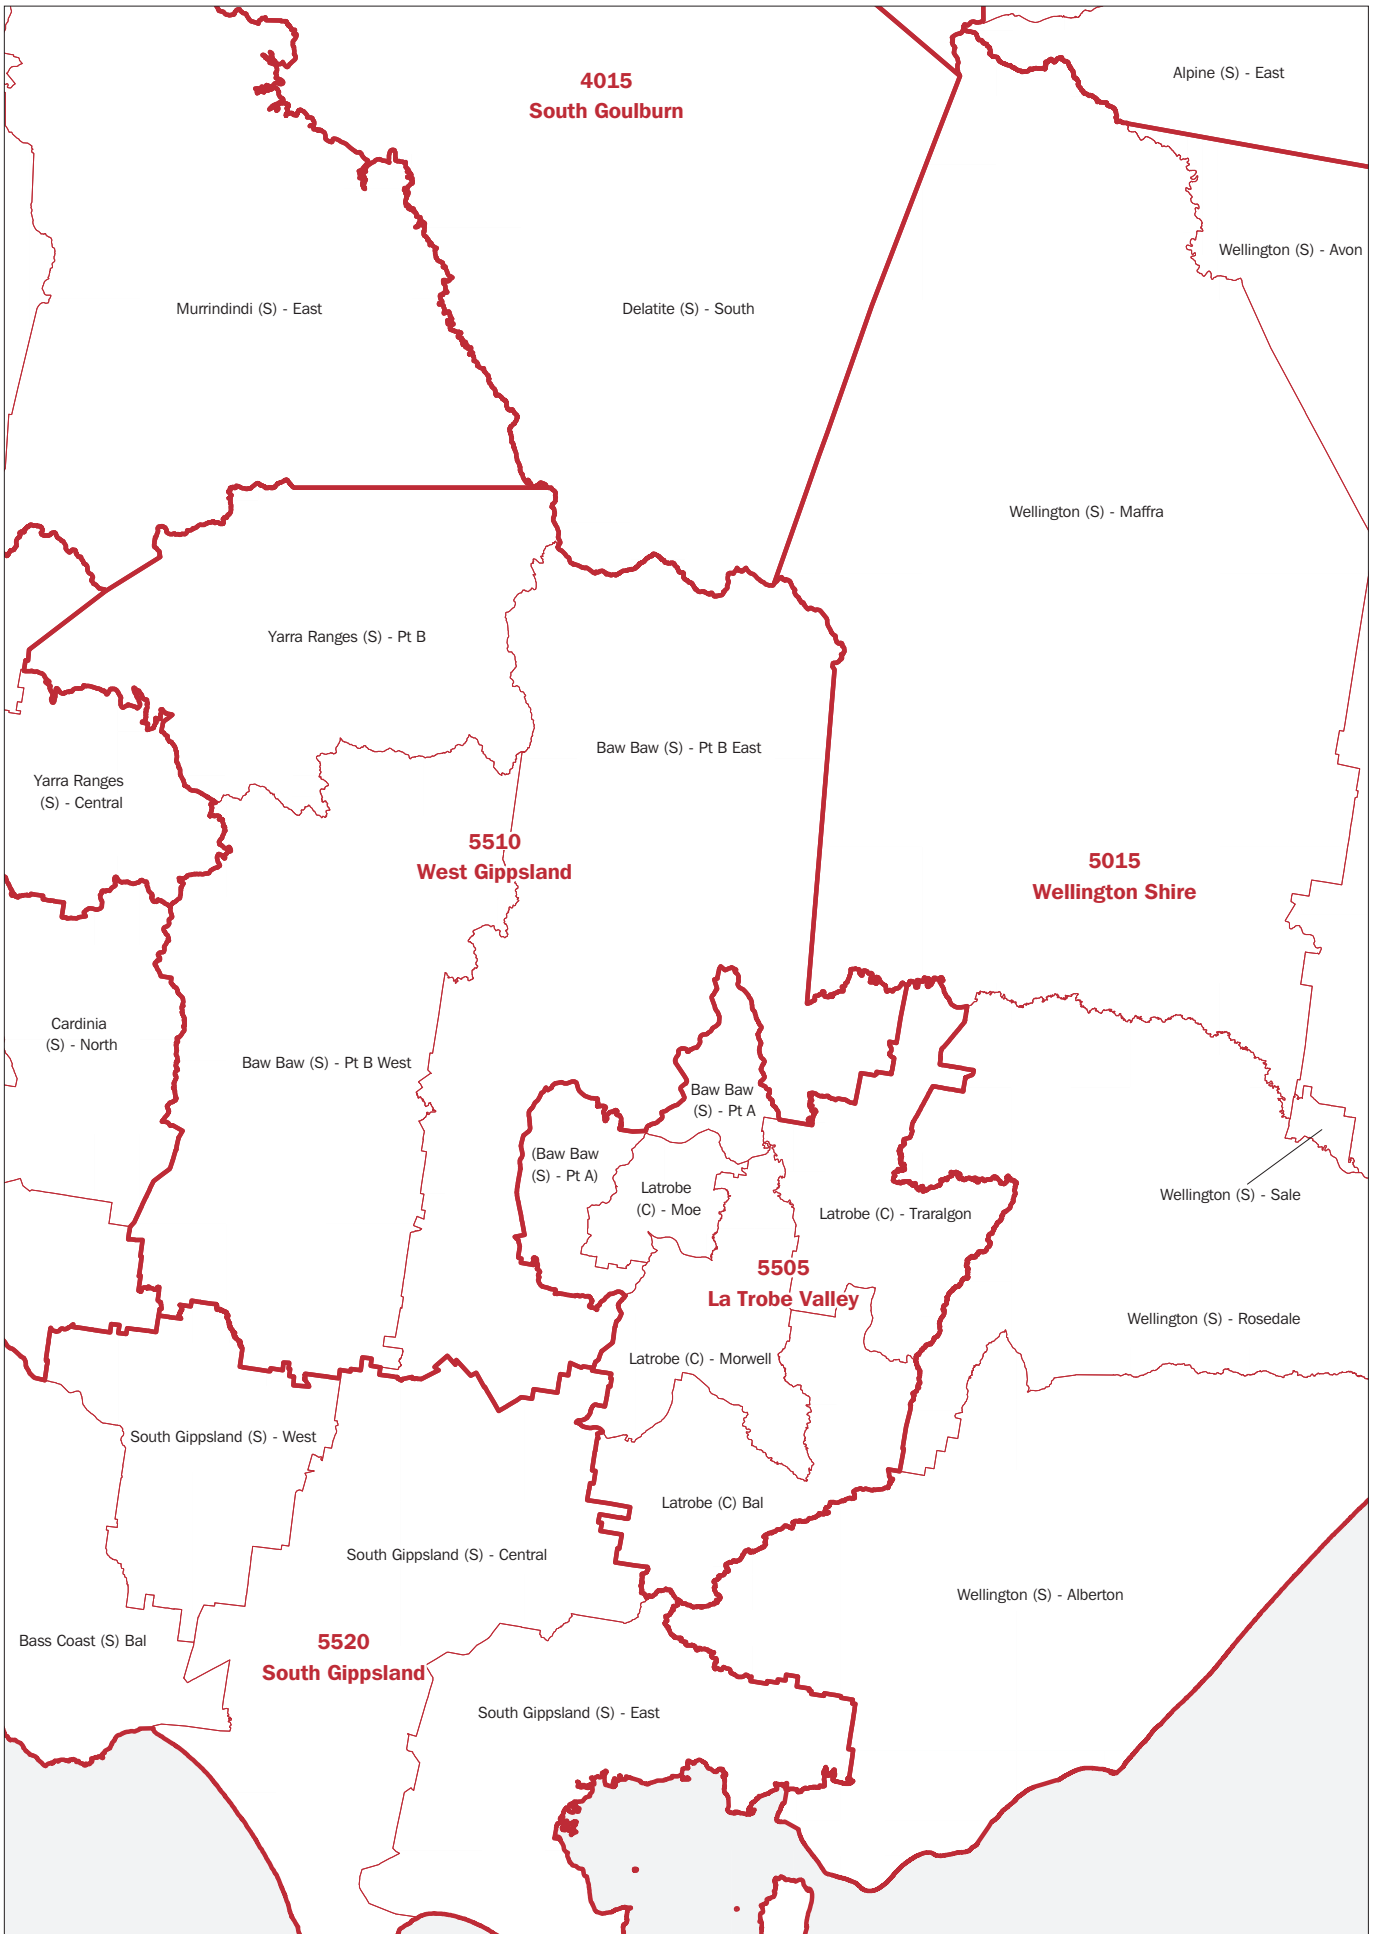 4015
South Goulburn
Alpine (S) - East
Wellington (S) - Avon
Murrindindi (S) - East
Delatite (S) - South
Wellington (S) - Maffra
Yarra Ranges (S) - Pt B
Baw Baw (S) - Pt B East
Yarra Ranges
(S) - Central
5510
West Gippsland
5015
Wellington Shire
Cardinia
(S) - North
Baw Baw (S) - Pt B West
Baw Baw
(S) - Pt A
(Baw Baw
(S) - Pt A)
Latrobe
(C) - Moe
Wellington (S) - Sale
Latrobe (C) - Traralgon
5505
La Trobe Valley
Wellington (S) - Rosedale
Latrobe (C) - Morwell
South Gippsland (S) - West
Latrobe (C) Bal
South Gippsland (S) - Central
Wellington (S) - Alberton
Bass Coast (S) Bal
5520
South Gippsland
South Gippsland (S) - East